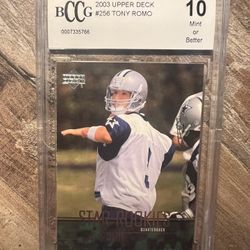 BCCG
0007335766
2003 UPPER DECK
#256 TONY ROMO
10
Mint
or
Better
STAR ROOKIE
QUARTERBACK